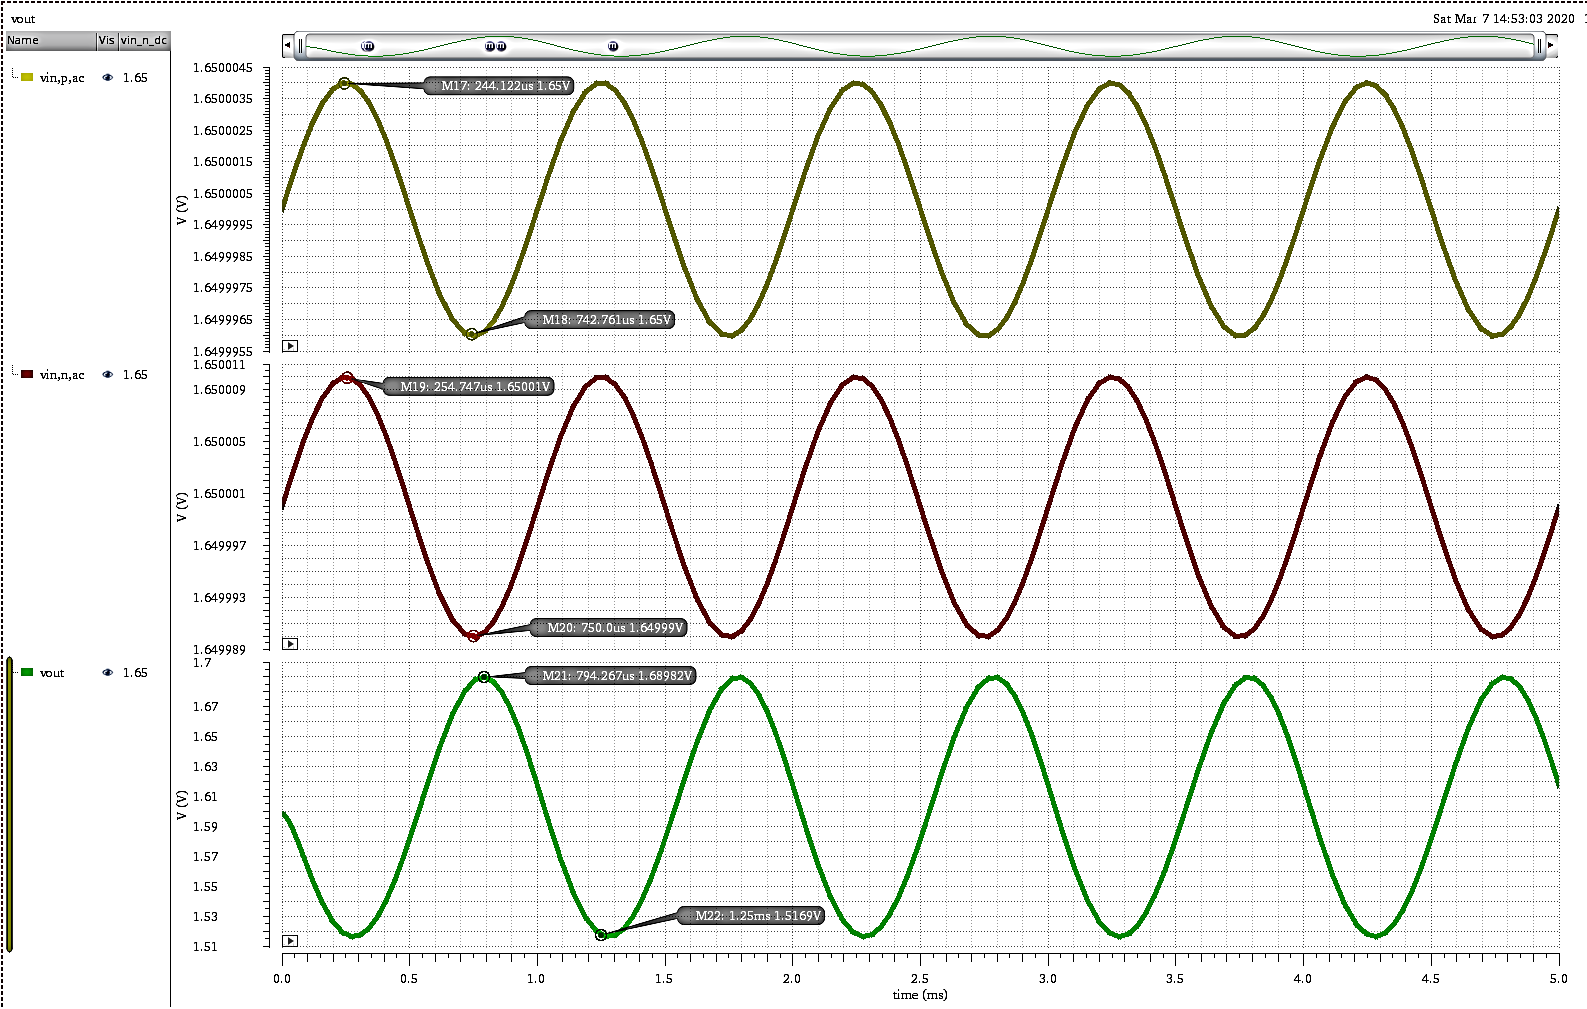 vout
Sat Mar 7 14:53:03 2020
Name Vis vin_n_dc
vin,p,ac 1.65
V (V)
1.6500045
1.6500035
1.6500025
1.6500015
1.6500005
1.6499995
1.6499985
1.6499975
1.6499965
1.6499955
M17: 244.122us 1.65V
M18: 742.761us 1.65V
vin,n,ac 1.65
V (V)
1.650011
1.650009
1.650005
1.650001
1.649997
1.649993
1.649989
M19: 254.747us 1.65001V
M20: 750.0us 1.64999V
vout 1.65
V (V)
1.7
1.67
1.65
1.63
1.61
1.59
1.57
1.55
1.53
1.51
M21: 794.267us 1.68982V
M22: 1.25ms 1.5169V
0.0 0.5 1.0 1.5 2.0 2.5 3.0 3.5 4.0 4.5 5.0
time (ms)